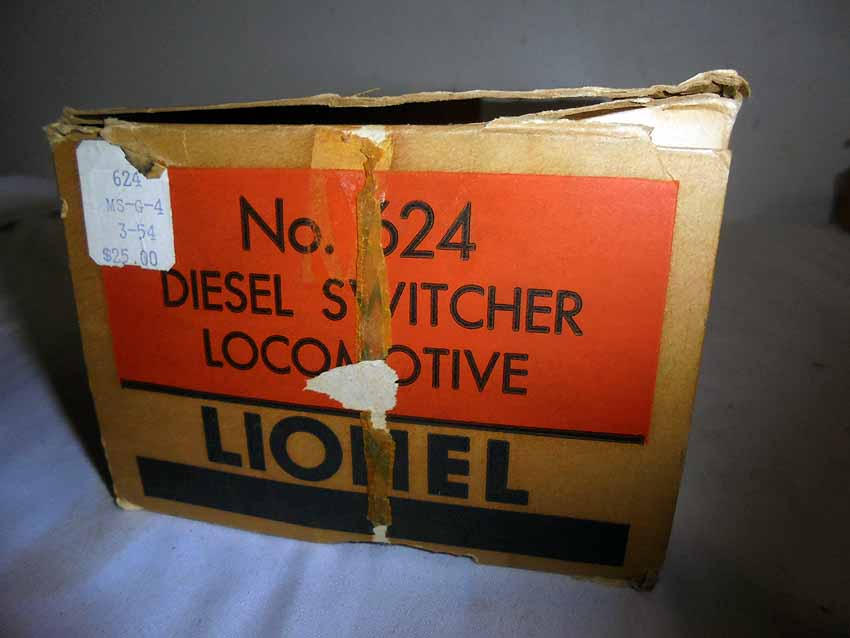 624
MS-G-4
3-54
$25.00
No. 624
DIESEL SWITCHER
LOCOMOTIVE
LIONEL